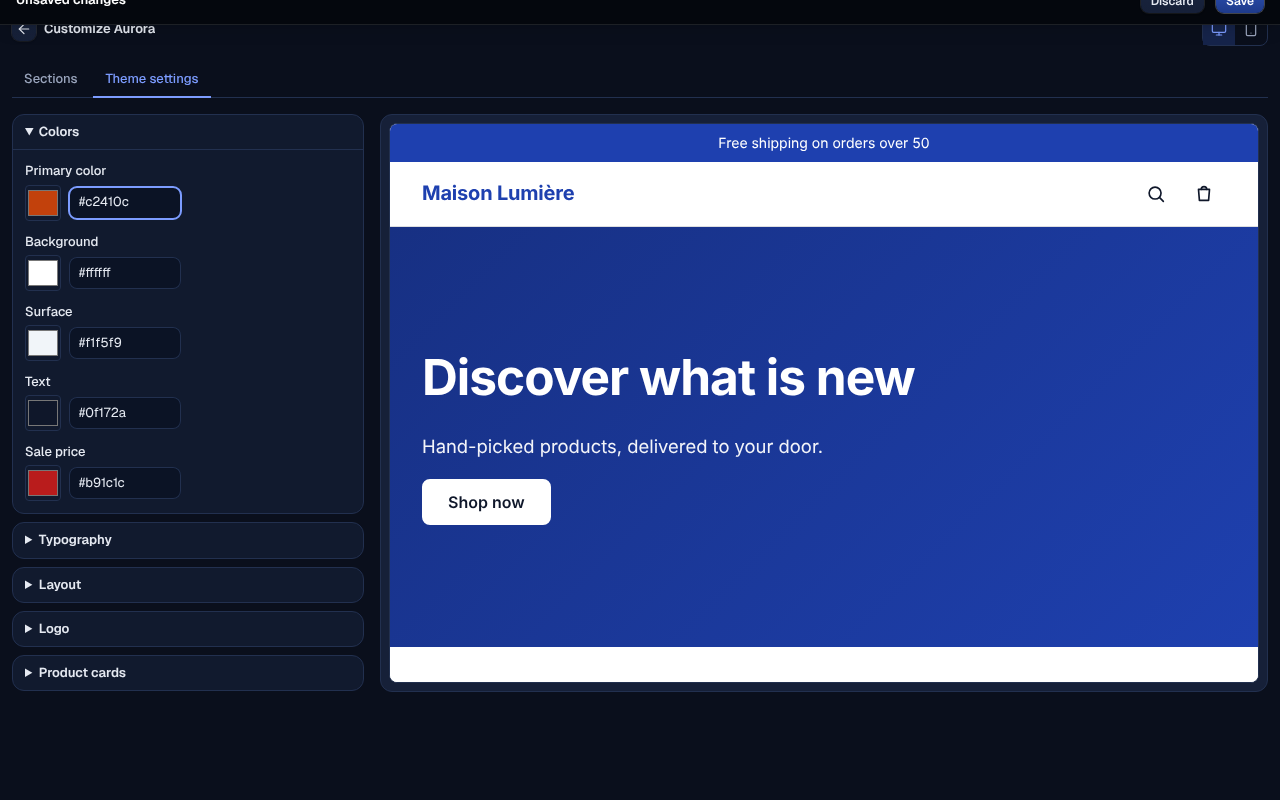 Unsaved changes
Discard
Save
Customize Aurora
Sections
Theme settings
Colors
Primary color
#c2410c
Background
#ffffff
Surface
#f1f5f9
Text
#0f172a
Sale price
#b91c1c
Typography
Layout
Logo
Product cards
Free shipping on orders over 50
Maison Lumière
Discover what is new
Hand-picked products, delivered to your door.
Shop now